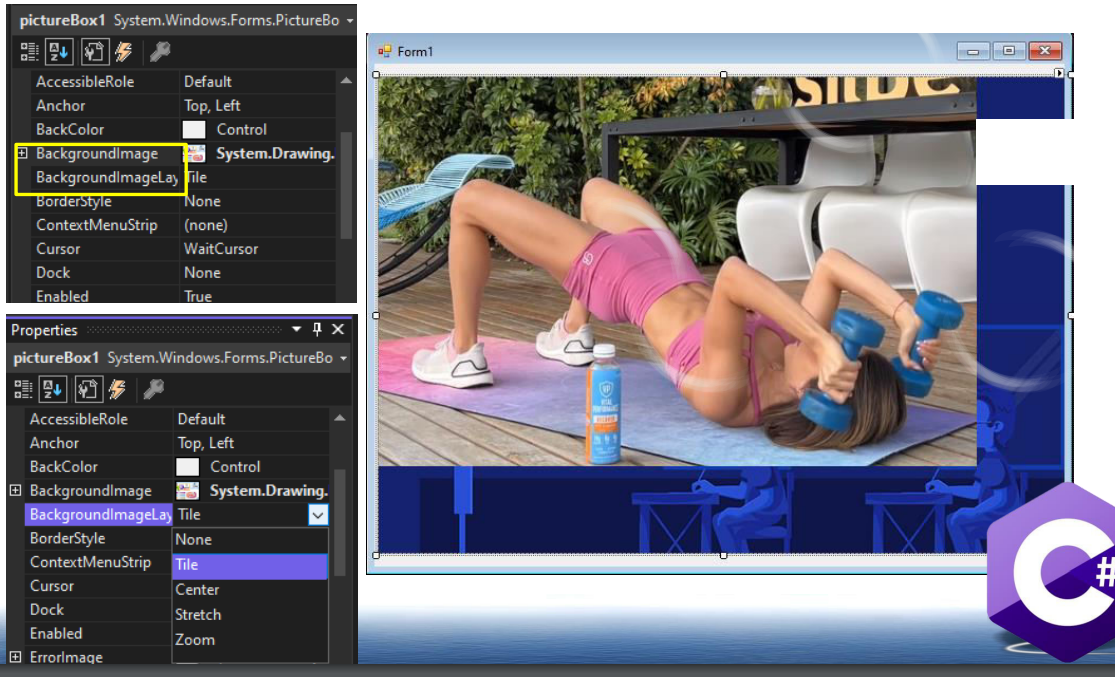 pictureBox1 System.Windows.Forms.PictureBo
AccessibleRole Default
Anchor Top, Left
BackColor Control
BackgroundImage System.Drawing.
BackgroundImageLay Tile
BorderStyle None
ContextMenuStrip (none)
Cursor WaitCursor
Dock None
Enabled True
Properties
pictureBox1 System.Windows.Forms.PictureBo
AccessibleRole Default
Anchor Top, Left
BackColor Control
BackgroundImage System.Drawing.
BackgroundImageLay Tile
BorderStyle None
ContextMenuStrip Tile
Cursor Center
Dock Stretch
Enabled Zoom
ErrorImage
Form1
C#